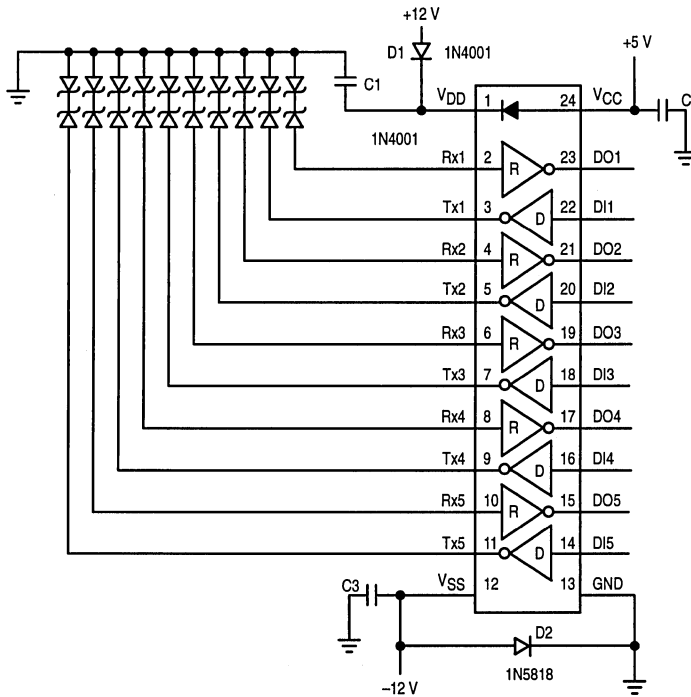 +12 V
D1 1N4001
+5 V
C1
VDD 1 24 VCC
C
1N4001
Rx1 2 R 23 DO1
Tx1 3 D 22 DI1
Rx2 4 R 21 DO2
Tx2 5 D 20 DI2
Rx3 6 R 19 DO3
Tx3 7 D 18 DI3
Rx4 8 R 17 DO4
Tx4 9 D 16 DI4
Rx5 10 R 15 DO5
Tx5 11 D 14 DI5
C3 VSS 12 13 GND
D2
1N5818
–12 V